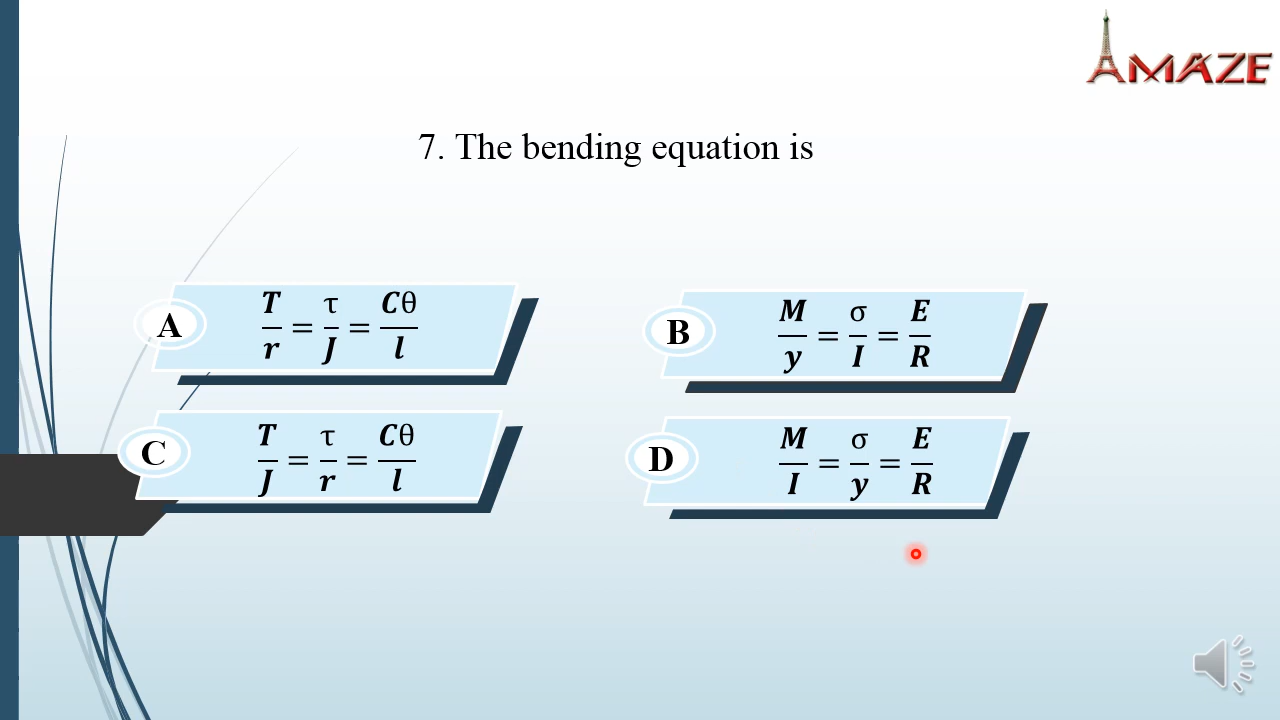 AMAZE
7. The bending equation is
A T/r = τ/J = Cθ/l
B M/y = σ/I = E/R
C T/J = τ/r = Cθ/l
D M/I = σ/y = E/R